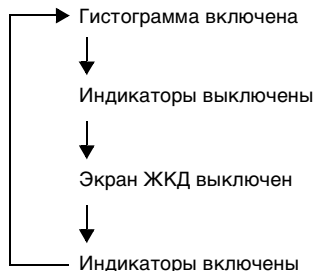 Гистограмма включена
Индикаторы выключены
Экран ЖКД выключен
Индикаторы включены